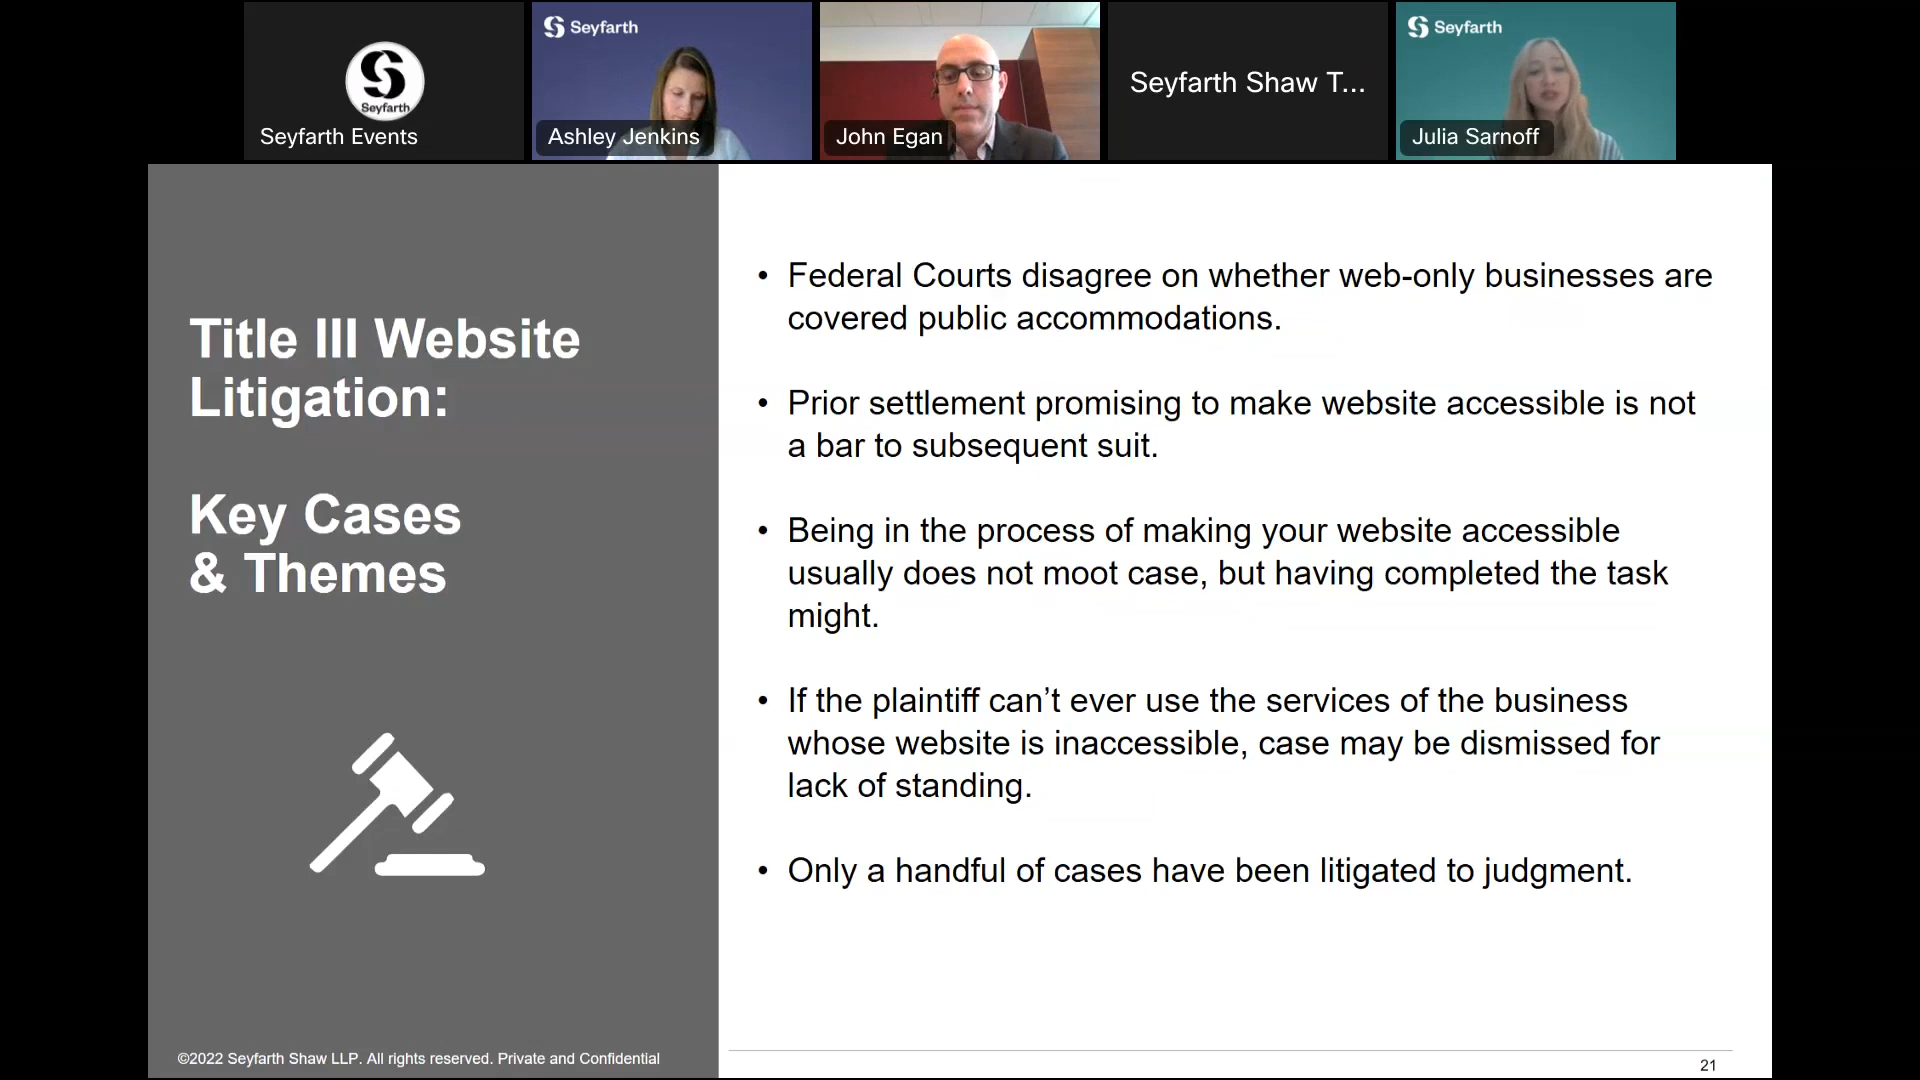 Seyfarth
Seyfarth Events
Seyfarth
Ashley Jenkins
John Egan
Seyfarth Shaw T...
Seyfarth
Julia Sarnoff
Title III Website
Litigation:
Key Cases
& Themes
• Federal Courts disagree on whether web-only businesses are
covered public accommodations.
• Prior settlement promising to make website accessible is not
a bar to subsequent suit.
• Being in the process of making your website accessible
usually does not moot case, but having completed the task
might.
• If the plaintiff can’t ever use the services of the business
whose website is inaccessible, case may be dismissed for
lack of standing.
• Only a handful of cases have been litigated to judgment.
©2022 Seyfarth Shaw LLP. All rights reserved. Private and Confidential
21